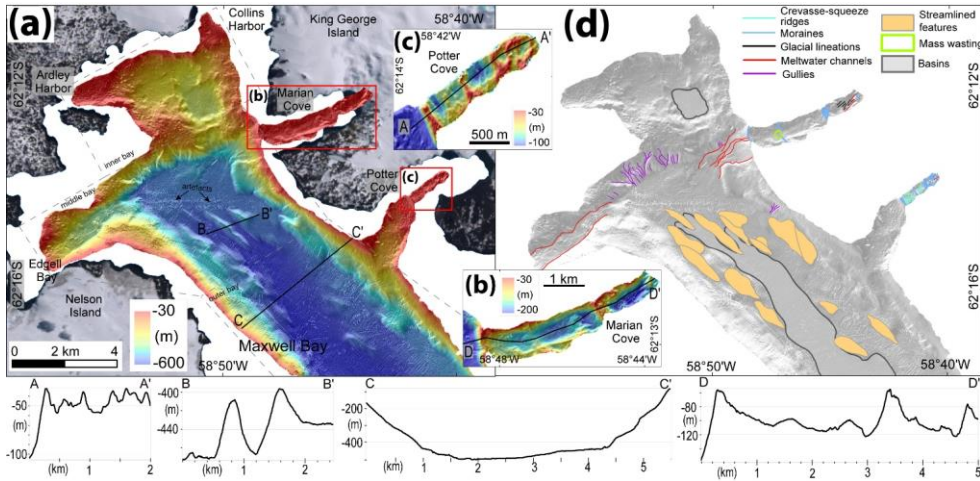 (a)
Collins
Harbor
King George
Island
58°40'W
62°12'S
Ardley
Harbor
(b)
Marian
Cove
inner bay
middle bay
artifacts
Potter
Cove
(c)
B
B'
C'
C
Edgell
Bay
62°16'S
Nelson
Island
outer bay
Maxwell Bay
-30
(m)
-600
0
2 km
4
58°50'W
(c)
58°42'W
A'
Potter
Cove
62°14'S
A
-30
(m)
-100
500 m
(b)
-30
(m)
-200
1 km
D'
62°13'S
Marian
Cove
D
58°48'W
58°44'W
(d)
Crevasse-squeeze
ridges
Moraines
Glacial lineations
Meltwater channels
Gullies
Streamlined
features
Mass wasting
Basins
62°12'S
62°16'S
58°50'W
58°40'W
A
A'
-50
(m)
-100
(km)
1
2
B
B'
-400
(m)
-440
(km)
1
2
C
C'
-200
(m)
-400
(km)
1
2
3
4
5
D
D'
-80
(m)
-120
(km)
1
2
3
4
5